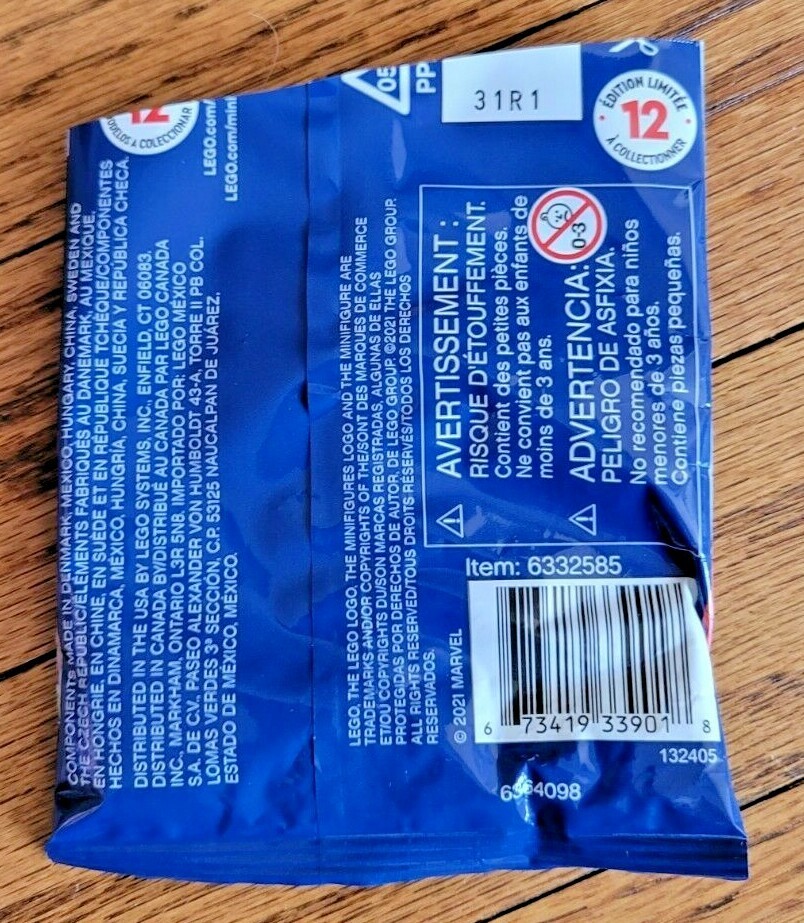 12
MODELOS A COLECCIONAR
LEGO.com/
LEGO.com/mini
05
PP
31R1
ÉDITION LIMITÉE
12
À COLLECTIONNER
COMPONENTS MADE IN DENMARK, MEXICO, HUNGARY, CHINA, SWEDEN AND
THE CZECH REPUBLIC/ÉLÉMENTS FABRIQUÉS AU DANEMARK, AU MEXIQUE,
EN HONGRIE, EN CHINE, EN SUÈDE ET EN RÉPUBLIQUE TCHÈQUE/COMPONENTES
HECHOS EN DINAMARCA, MÉXICO, HUNGRÍA, CHINA, SUECIA Y REPÚBLICA CHECA.
DISTRIBUTED IN THE USA BY LEGO SYSTEMS, INC. ENFIELD, CT 06083.
DISTRIBUTED IN CANADA BY/DISTRIBUÉ AU CANADA PAR LEGO CANADA
INC. MARKHAM, ONTARIO L3R 5N8. IMPORTADO POR: LEGO MÉXICO
S.A. DE C.V. PASEO ALEXANDER VON HUMBOLDT 43-A, TORRE II PB COL.
LOMAS VERDES 3ª SECCIÓN, C.P. 53125 NAUCALPAN DE JUÁREZ,
ESTADO DE MÉXICO, MÉXICO.
LEGO, THE LEGO LOGO, THE MINIFIGURES LOGO AND THE MINIFIGURE ARE
TRADEMARKS AND/OR COPYRIGHTS OF THE/SONT DES MARQUES DE COMMERCE
ET/OU COPYRIGHTS DU/SON MARCAS REGISTRADAS, ALGUNAS DE ELLAS
PROTEGIDAS POR DERECHOS DE AUTOR, DE LEGO GROUP. ©2021 THE LEGO GROUP.
ALL RIGHTS RESERVED/TOUS DROITS RÉSERVÉS/TODOS LOS DERECHOS
RESERVADOS.
© 2021 MARVEL
AVERTISSEMENT :
RISQUE D'ÉTOUFFEMENT.
Contient des petites pièces.
Ne convient pas aux enfants de
moins de 3 ans.
0-3
ADVERTENCIA:
PELIGRO DE ASFIXIA.
No recomendado para niños
menores de 3 años.
Contiene piezas pequeñas.
Item: 6332585
6 73419 33901 8
132405